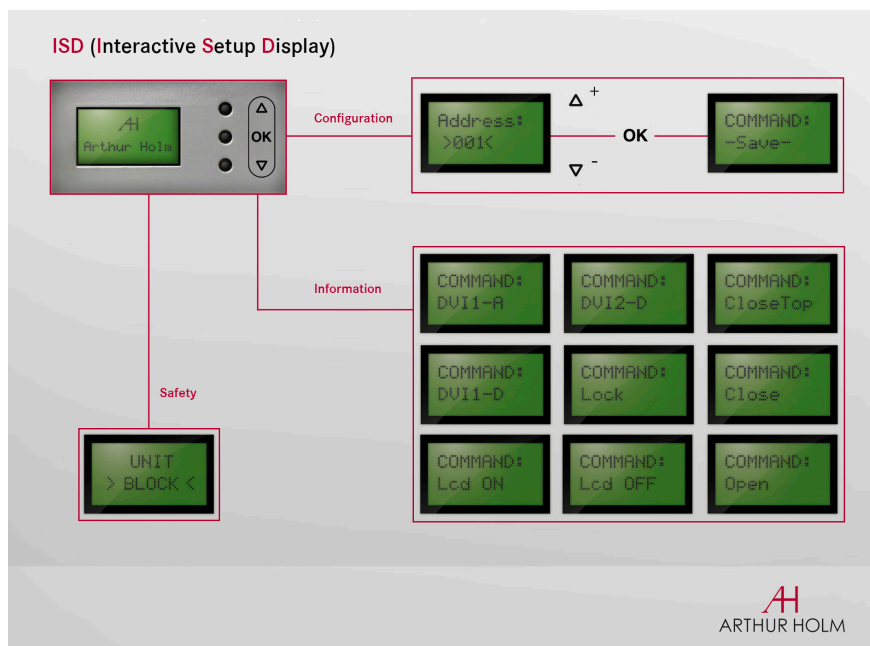 ISD (Interactive Setup Display)
AH
Arthur Holm
OK
Configuration
Address:
>001<
+
OK
-
COMMAND:
-Save-
Information
COMMAND:
DVI1-A
COMMAND:
DVI2-D
COMMAND:
CloseTop
COMMAND:
DVI1-D
COMMAND:
Lock
COMMAND:
Close
COMMAND:
Lcd ON
COMMAND:
Lcd OFF
COMMAND:
Open
Safety
UNIT
> BLOCK <
AH
ARTHUR HOLM